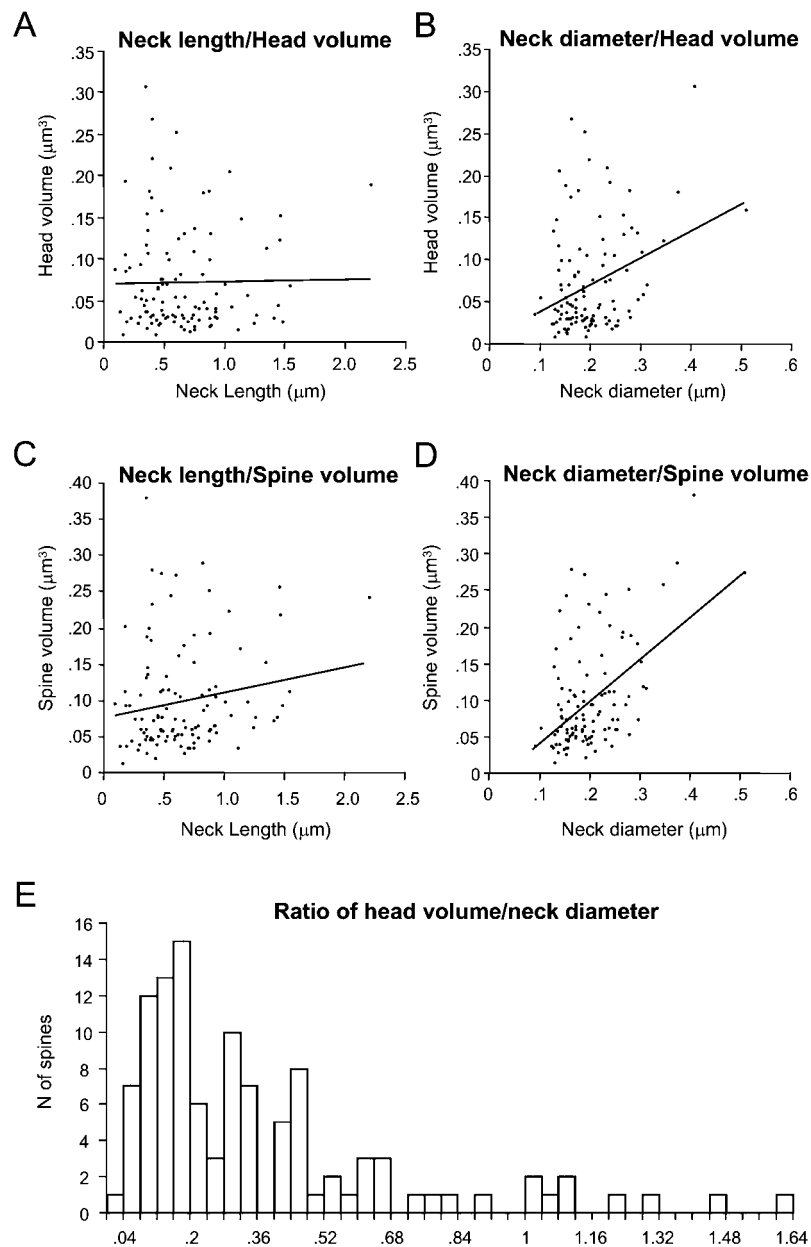 A
Neck length/Head volume
.35
.30
.25
.20
.15
.10
.05
0
Head volume (μm³)
0 .5 1.0 1.5 2.0 2.5
Neck Length (μm)
B
Neck diameter/Head volume
.35
.30
.25
.20
.15
.10
.05
0
Head volume (μm³)
0 .1 .2 .3 .4 .5 .6
Neck diameter (μm)
C
Neck length/Spine volume
.40
.35
.30
.25
.20
.15
.10
.05
0
Spine volume (μm³)
0 .5 1.0 1.5 2.0 2.5
Neck Length (μm)
D
Neck diameter/Spine volume
.40
.35
.30
.25
.20
.15
.10
.05
0
Spine volume (μm³)
0 .1 .2 .3 .4 .5 .6
Neck diameter (μm)
E
Ratio of head volume/neck diameter
16
14
12
10
8
6
4
2
0
N of spines
.04 .2 .36 .52 .68 .84 1 1.16 1.32 1.48 1.64